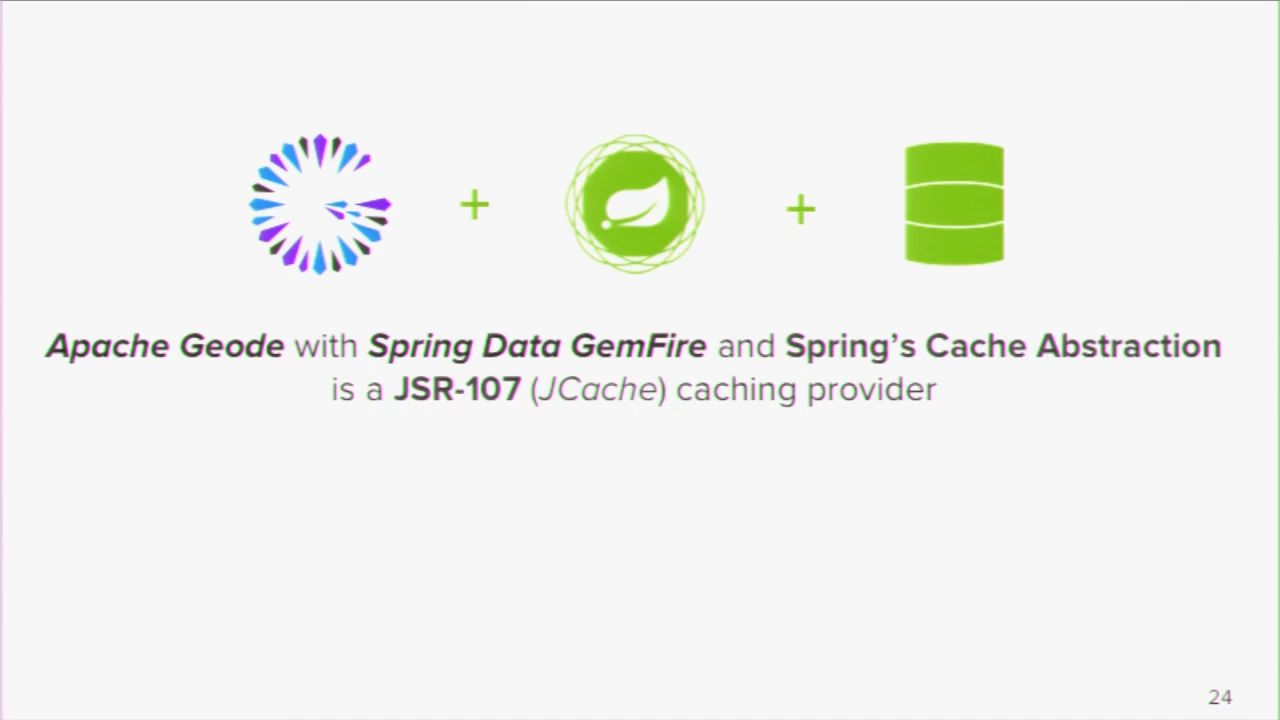 + +
Apache Geode with Spring Data GemFire and Spring’s Cache Abstraction
is a JSR-107 (JCache) caching provider
24